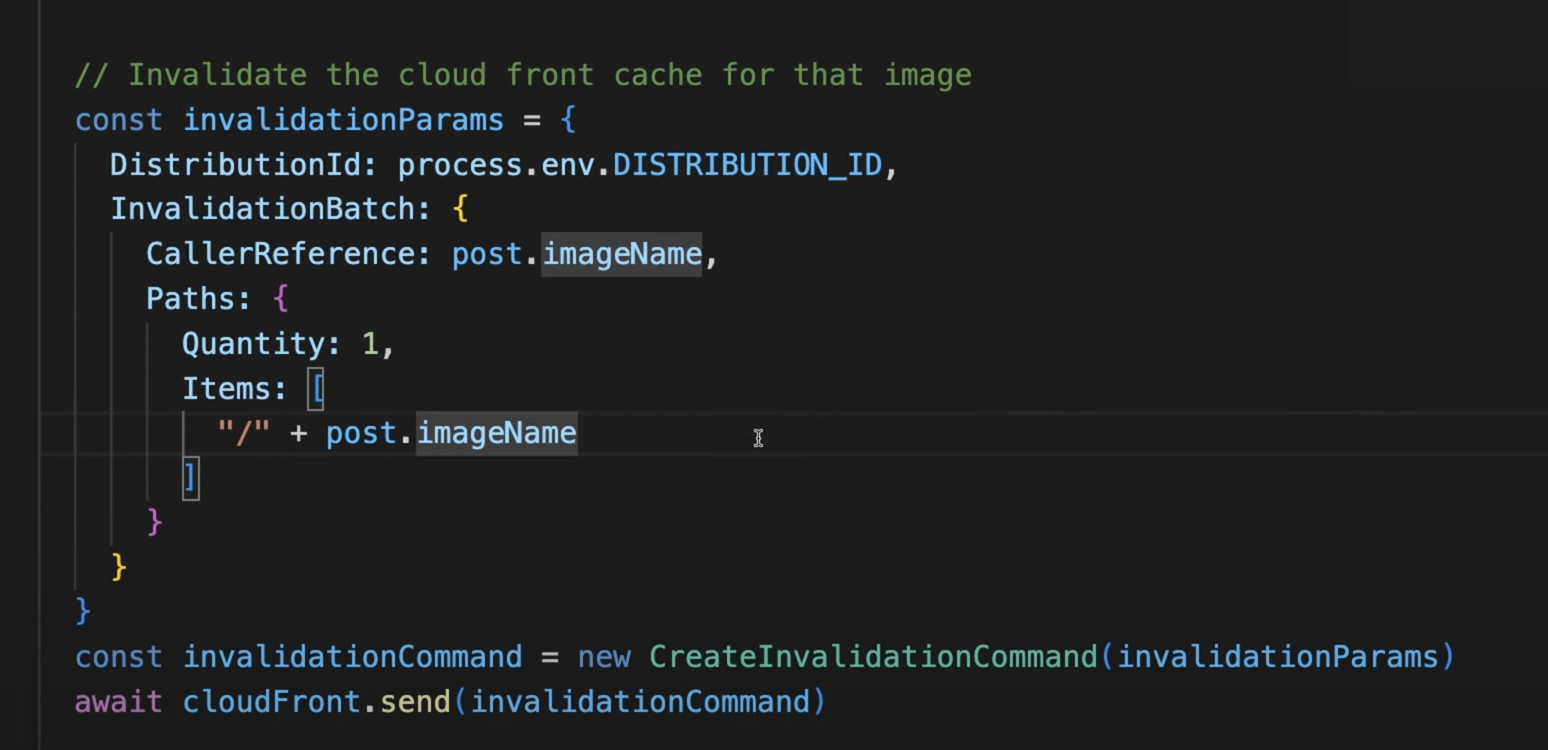 // Invalidate the cloud front cache for that image
const invalidationParams = {
DistributionId: process.env.DISTRIBUTION_ID,
InvalidationBatch: {
CallerReference: post.imageName,
Paths: {
Quantity: 1,
Items: [
"/" + post.imageName
]
}
}
}
const invalidationCommand = new CreateInvalidationCommand(invalidationParams)
await cloudFront.send(invalidationCommand)